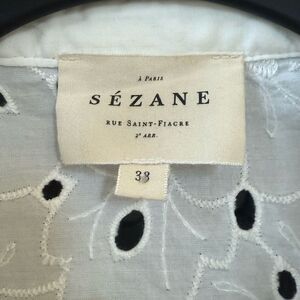 À PARIS
SÉZANE
RUE SAINT-FIACRE
2e ARR.
38